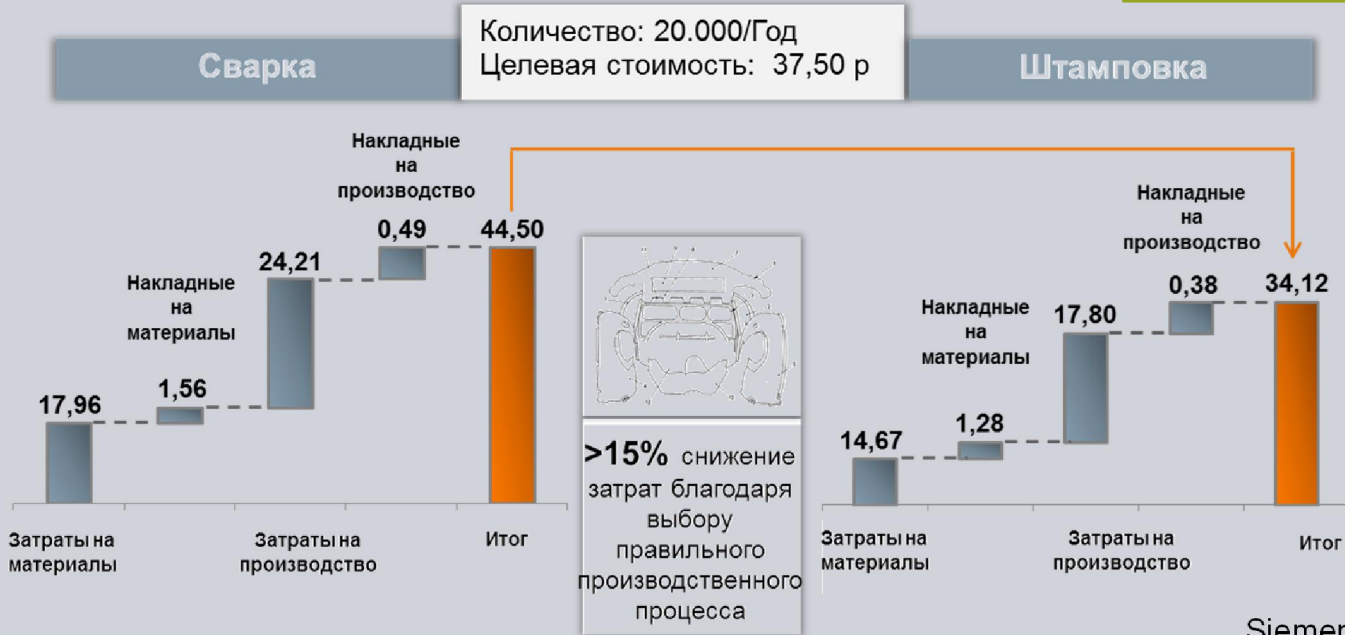 Количество: 20.000/Год
Целевая стоимость: 37,50 р
Сварка
Штамповка
Накладные
на
производство
0,49
44,50
24,21
Накладные
на
материалы
1,56
17,96
Затраты на
материалы
Затраты на
производство
Итог
>15% снижение
затрат благодаря
выбору
правильного
производственного
процесса
Накладные
на
производство
0,38
34,12
Накладные
на
материалы
17,80
1,28
14,67
Затраты на
материалы
Затраты на
производство
Итог